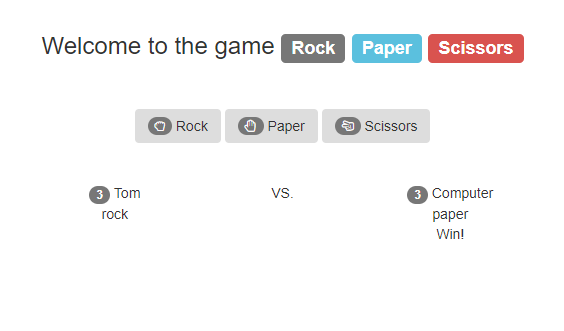 Welcome to the game Rock Paper Scissors
Rock Paper Scissors
3 Tom VS. 3 Computer
rock paper
Win!